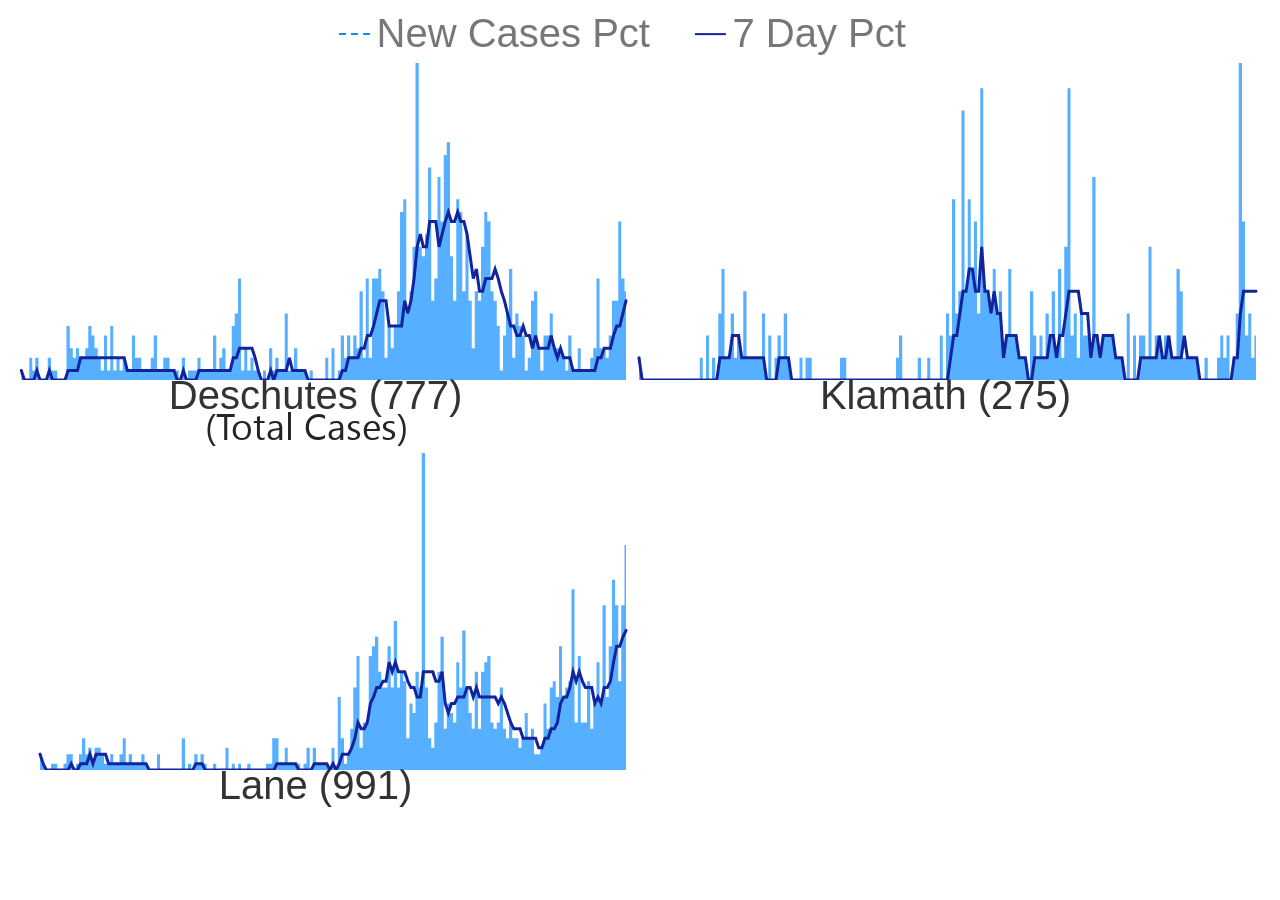 New Cases Pct 7 Day Pct
Deschutes (777)
(Total Cases)
Klamath (275)
Lane (991)